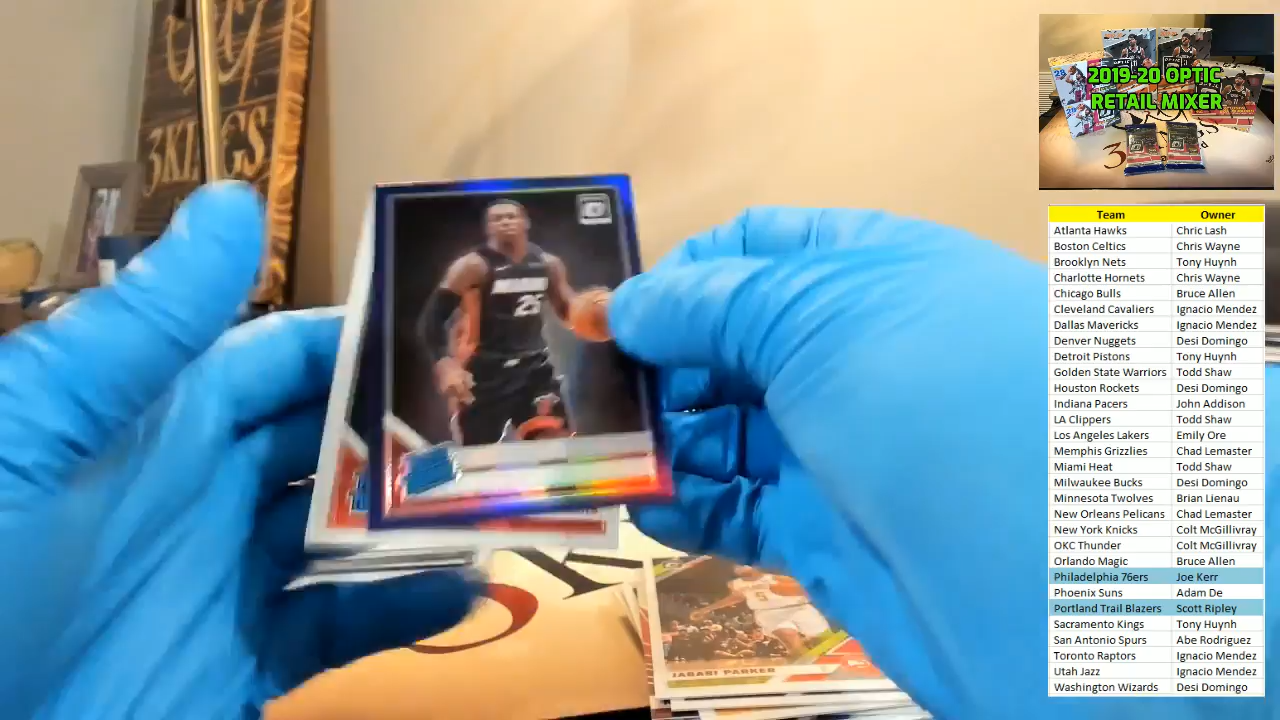 3KINGS
2019-20 OPTIC
RETAIL MIXER
25
JABARI PARKER
Team Owner
Atlanta Hawks Chric Lash
Boston Celtics Chris Wayne
Brooklyn Nets Tony Huynh
Charlotte Hornets Chris Wayne
Chicago Bulls Bruce Allen
Cleveland Cavaliers Ignacio Mendez
Dallas Mavericks Ignacio Mendez
Denver Nuggets Desi Domingo
Detroit Pistons Tony Huynh
Golden State Warriors Todd Shaw
Houston Rockets Desi Domingo
Indiana Pacers John Addison
LA Clippers Todd Shaw
Los Angeles Lakers Emily Ore
Memphis Grizzlies Chad Lemaster
Miami Heat Todd Shaw
Milwaukee Bucks Desi Domingo
Minnesota Twolves Brian Lienau
New Orleans Pelicans Chad Lemaster
New York Knicks Colt McGillivray
OKC Thunder Colt McGillivray
Orlando Magic Bruce Allen
Philadelphia 76ers Joe Kerr
Phoenix Suns Adam De
Portland Trail Blazers Scott Ripley
Sacramento Kings Tony Huynh
San Antonio Spurs Abe Rodriguez
Toronto Raptors Ignacio Mendez
Utah Jazz Ignacio Mendez
Washington Wizards Desi Domingo